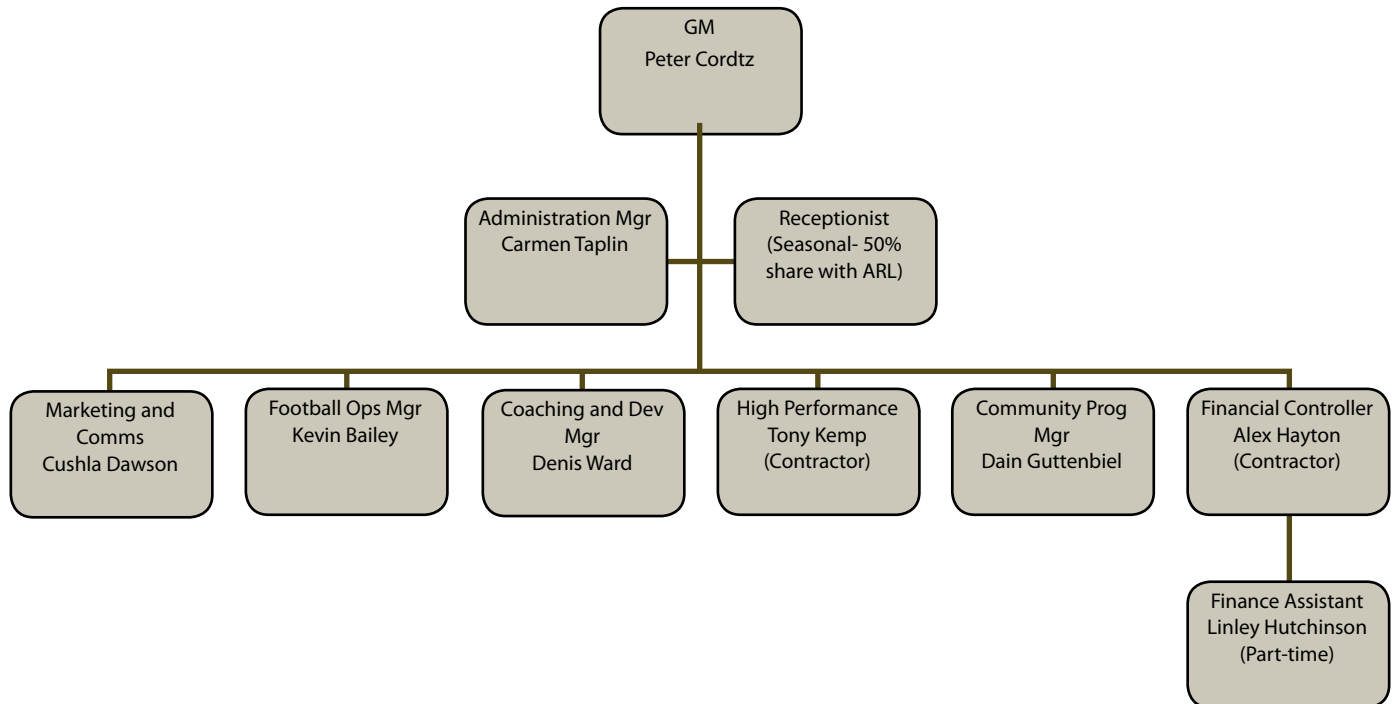 GM
Peter Cordtz
Administration Mgr
Carmen Taplin
Receptionist
(Seasonal- 50%
share with ARL)
Marketing and
Comms
Cushla Dawson
Football Ops Mgr
Kevin Bailey
Coaching and Dev
Mgr
Denis Ward
High Performance
Tony Kemp
(Contractor)
Community Prog
Mgr
Dain Guttenbiel
Financial Controller
Alex Hayton
(Contractor)
Finance Assistant
Linley Hutchinson
(Part-time)